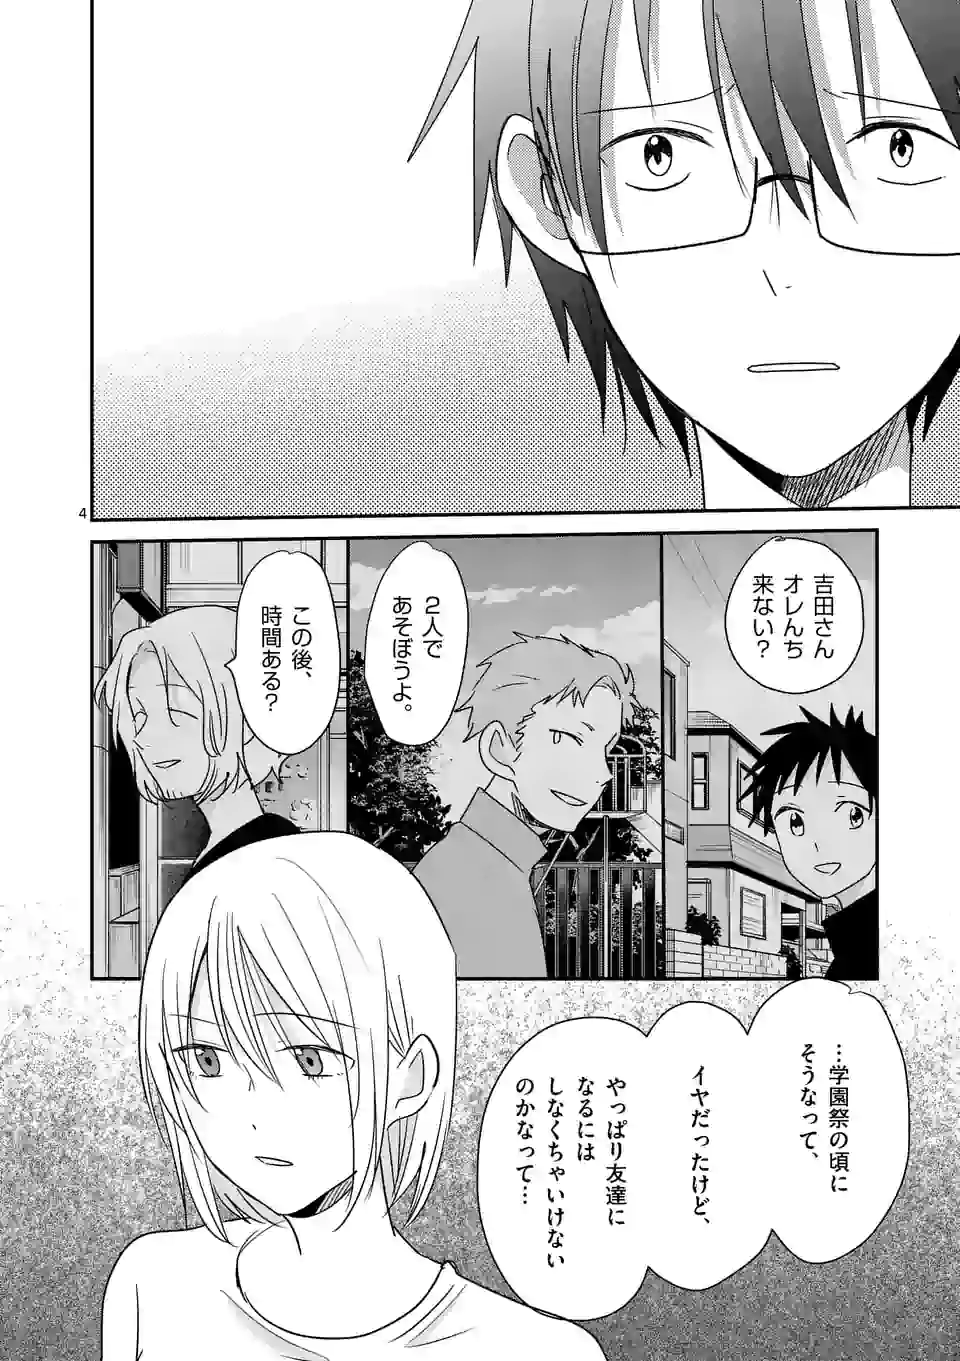 4
吉田さん
オレんち
来ない？
２人で
あそぼうよ。
この後、
時間ある？
…学園祭の頃に
そうなって、
イヤだったけど、
やっぱり友達に
なるには
しなくちゃいけない
のかなって…